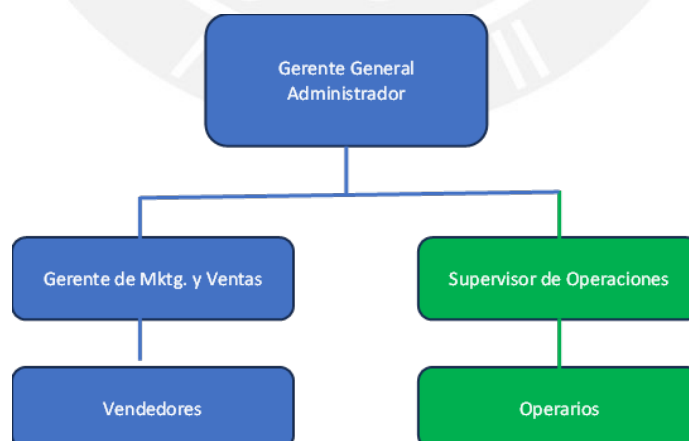 Gerente General
Administrador
Gerente de Mktg. y Ventas
Supervisor de Operaciones
Vendedores
Operarios